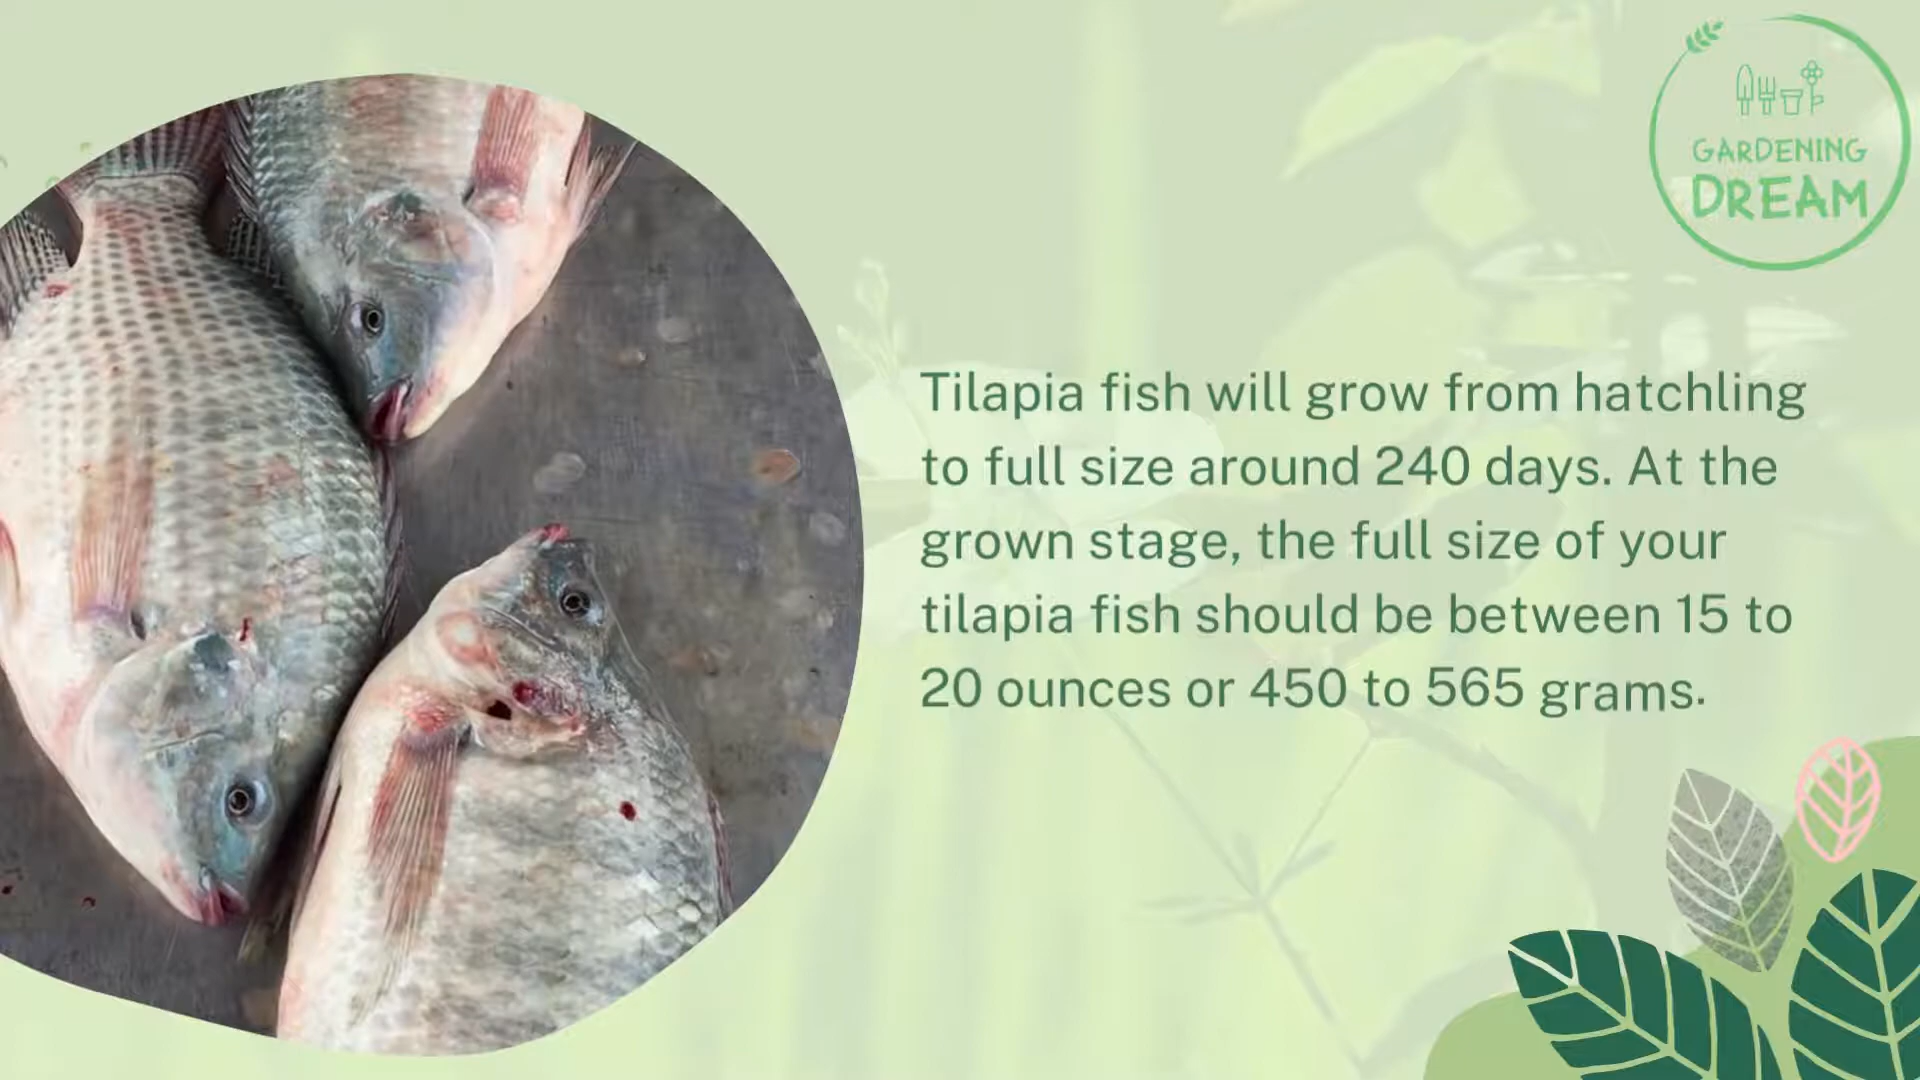 GARDENING
DREAM
Tilapia fish will grow from hatchling
to full size around 240 days. At the
grown stage, the full size of your
tilapia fish should be between 15 to
20 ounces or 450 to 565 grams.